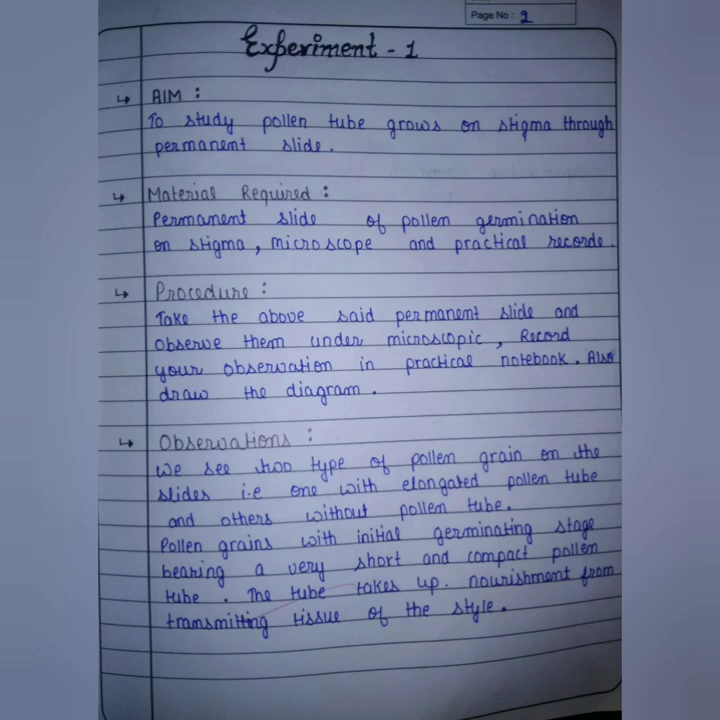 Page No: 2
Experiment - 1
↳ AIM :
To study pollen tube grows on stigma through
permanent slide.
↳ Material Required :
Permanent slide of pollen germination
on stigma, microscope and practical recorde.
↳ Procedure :
Take the above said permanent slide and
observe them under microscopic, Record
your observation in practical notebook. Also
draw the diagram.
↳ Observations :
We see two type of pollen grain on the
slides i.e one with elongated pollen tube
and others without pollen tube.
Pollen grains with initial germinating stage
bearing a very short and compact pollen
tube. The tube takes up. nourishment from
transmitting tissue of the style.